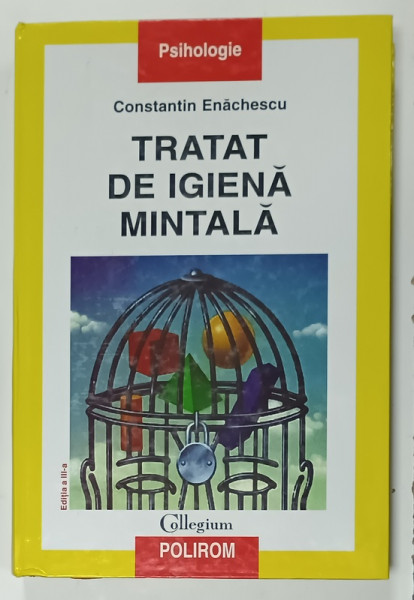 Psihologie
Constantin Enăchescu
TRATAT
DE IGIENĂ
MINTALĂ
Ediția a III-a
Collegium
POLIROM